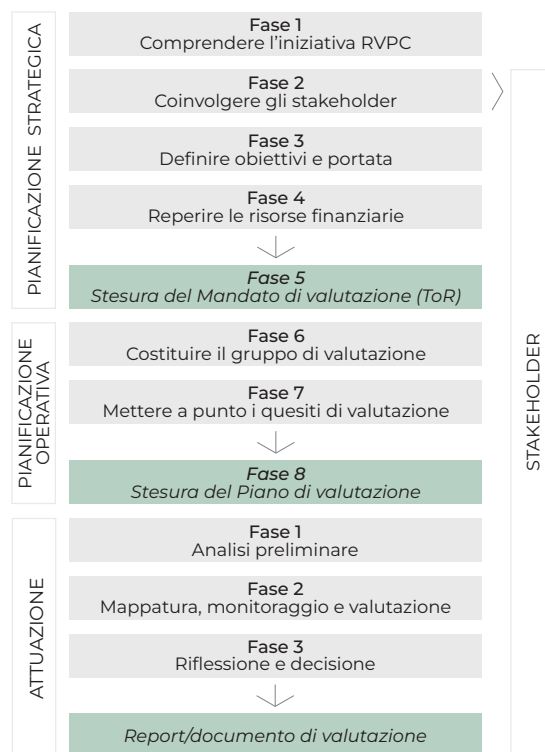 PIANIFICAZIONE STRATEGICA
Fase 1
Comprendere l'iniziativa RVPC
Fase 2
Coinvolgere gli stakeholder
Fase 3
Definire obiettivi e portata
Fase 4
Reperire le risorse finanziarie
Fase 5
Stesura del Mandato di valutazione (ToR)
PIANIFICAZIONE
OPERATIVA
Fase 6
Costituire il gruppo di valutazione
Fase 7
Mettere a punto i quesiti di valutazione
Fase 8
Stesura del Piano di valutazione
ATTUAZIONE
Fase 1
Analisi preliminare
Fase 2
Mappatura, monitoraggio e valutazione
Fase 3
Riflessione e decisione
Report/documento di valutazione
STAKEHOLDER